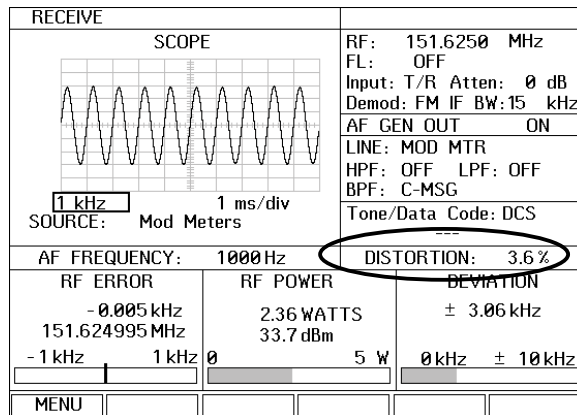 RECEIVE
SCOPE
1 kHz
1 ms/div
SOURCE: Mod Meters
RF: 151.6250 MHz
FL: OFF
Input: T/R Atten: 0 dB
Demod: FM IF BW:15 kHz
AF GEN OUT ON
LINE: MOD MTR
HPF: OFF LPF: OFF
BPF: C-MSG
Tone/Data Code: DCS
---
AF FREQUENCY: 1000 Hz
DISTORTION: 3.6 %
RF ERROR
-0.005 kHz
151.624995 MHz
-1 kHz 1 kHz
RF POWER
2.36 WATTS
33.7 dBm
0 5 W
DEVIATION
± 3.06 kHz
0 kHz ± 10 kHz
MENU